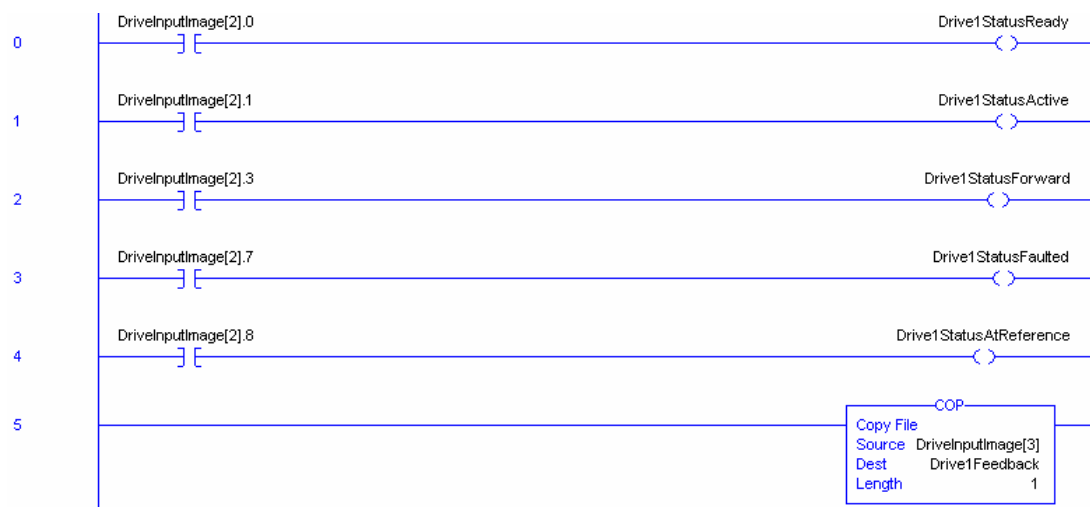 DriveInputImage[2].0 Drive1StatusReady
0
DriveInputImage[2].1 Drive1StatusActive
1
DriveInputImage[2].3 Drive1StatusForward
2
DriveInputImage[2].7 Drive1StatusFaulted
3
DriveInputImage[2].8 Drive1StatusAtReference
4
COP
5
Copy File
Source DriveInputImage[3]
Dest Drive1Feedback
Length 1